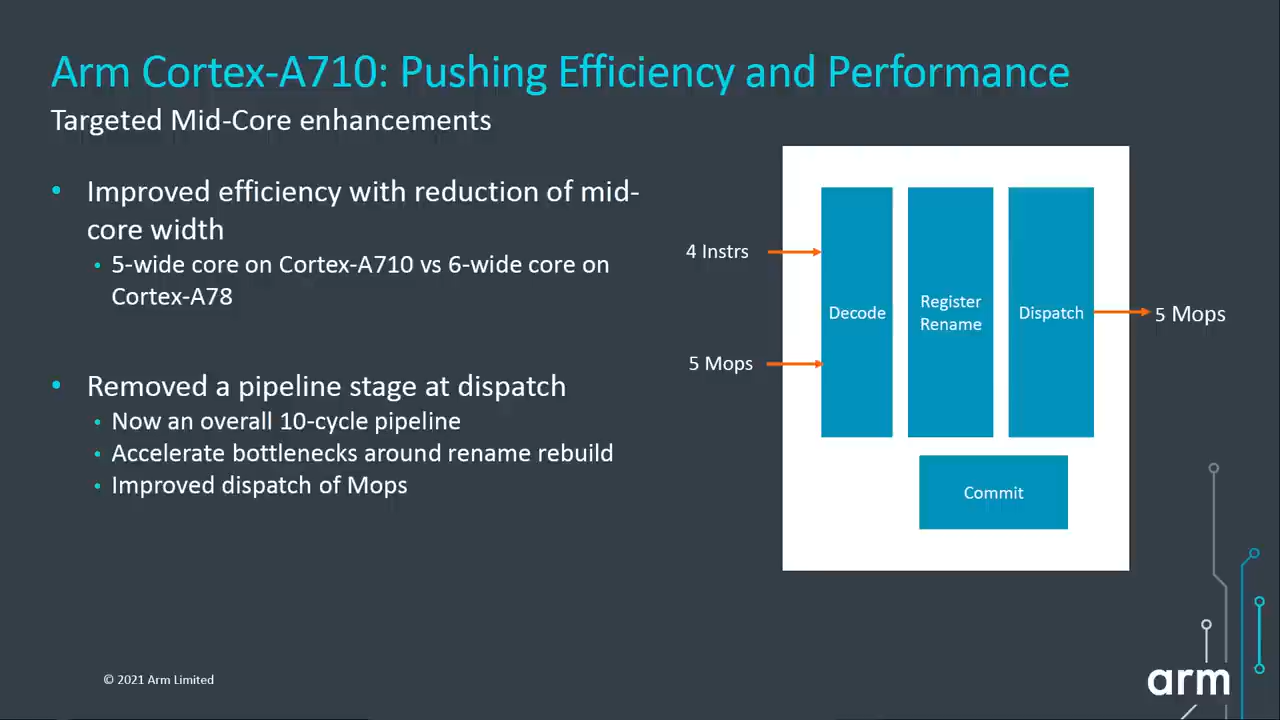 Arm Cortex-A710: Pushing Efficiency and Performance
Targeted Mid-Core enhancements
• Improved efficiency with reduction of mid-
core width
• 5-wide core on Cortex-A710 vs 6-wide core on
Cortex-A78
• Removed a pipeline stage at dispatch
• Now an overall 10-cycle pipeline
• Accelerate bottlenecks around rename rebuild
• Improved dispatch of Mops
4 Instrs
5 Mops
Decode
Register
Rename
Dispatch
5 Mops
Commit
© 2021 Arm Limited
arm